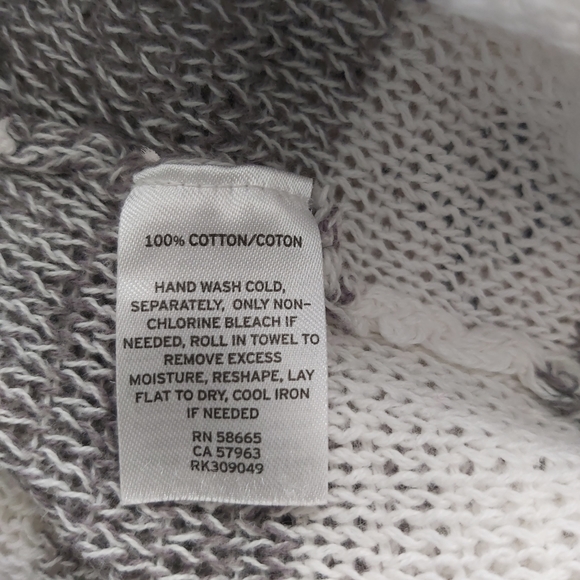 100% COTTON/COTON
HAND WASH COLD,
SEPARATELY, ONLY NON-
CHLORINE BLEACH IF
NEEDED, ROLL IN TOWEL TO
REMOVE EXCESS
MOISTURE, RESHAPE, LAY
FLAT TO DRY, COOL IRON
IF NEEDED
RN 58665
CA 57963
RK309049